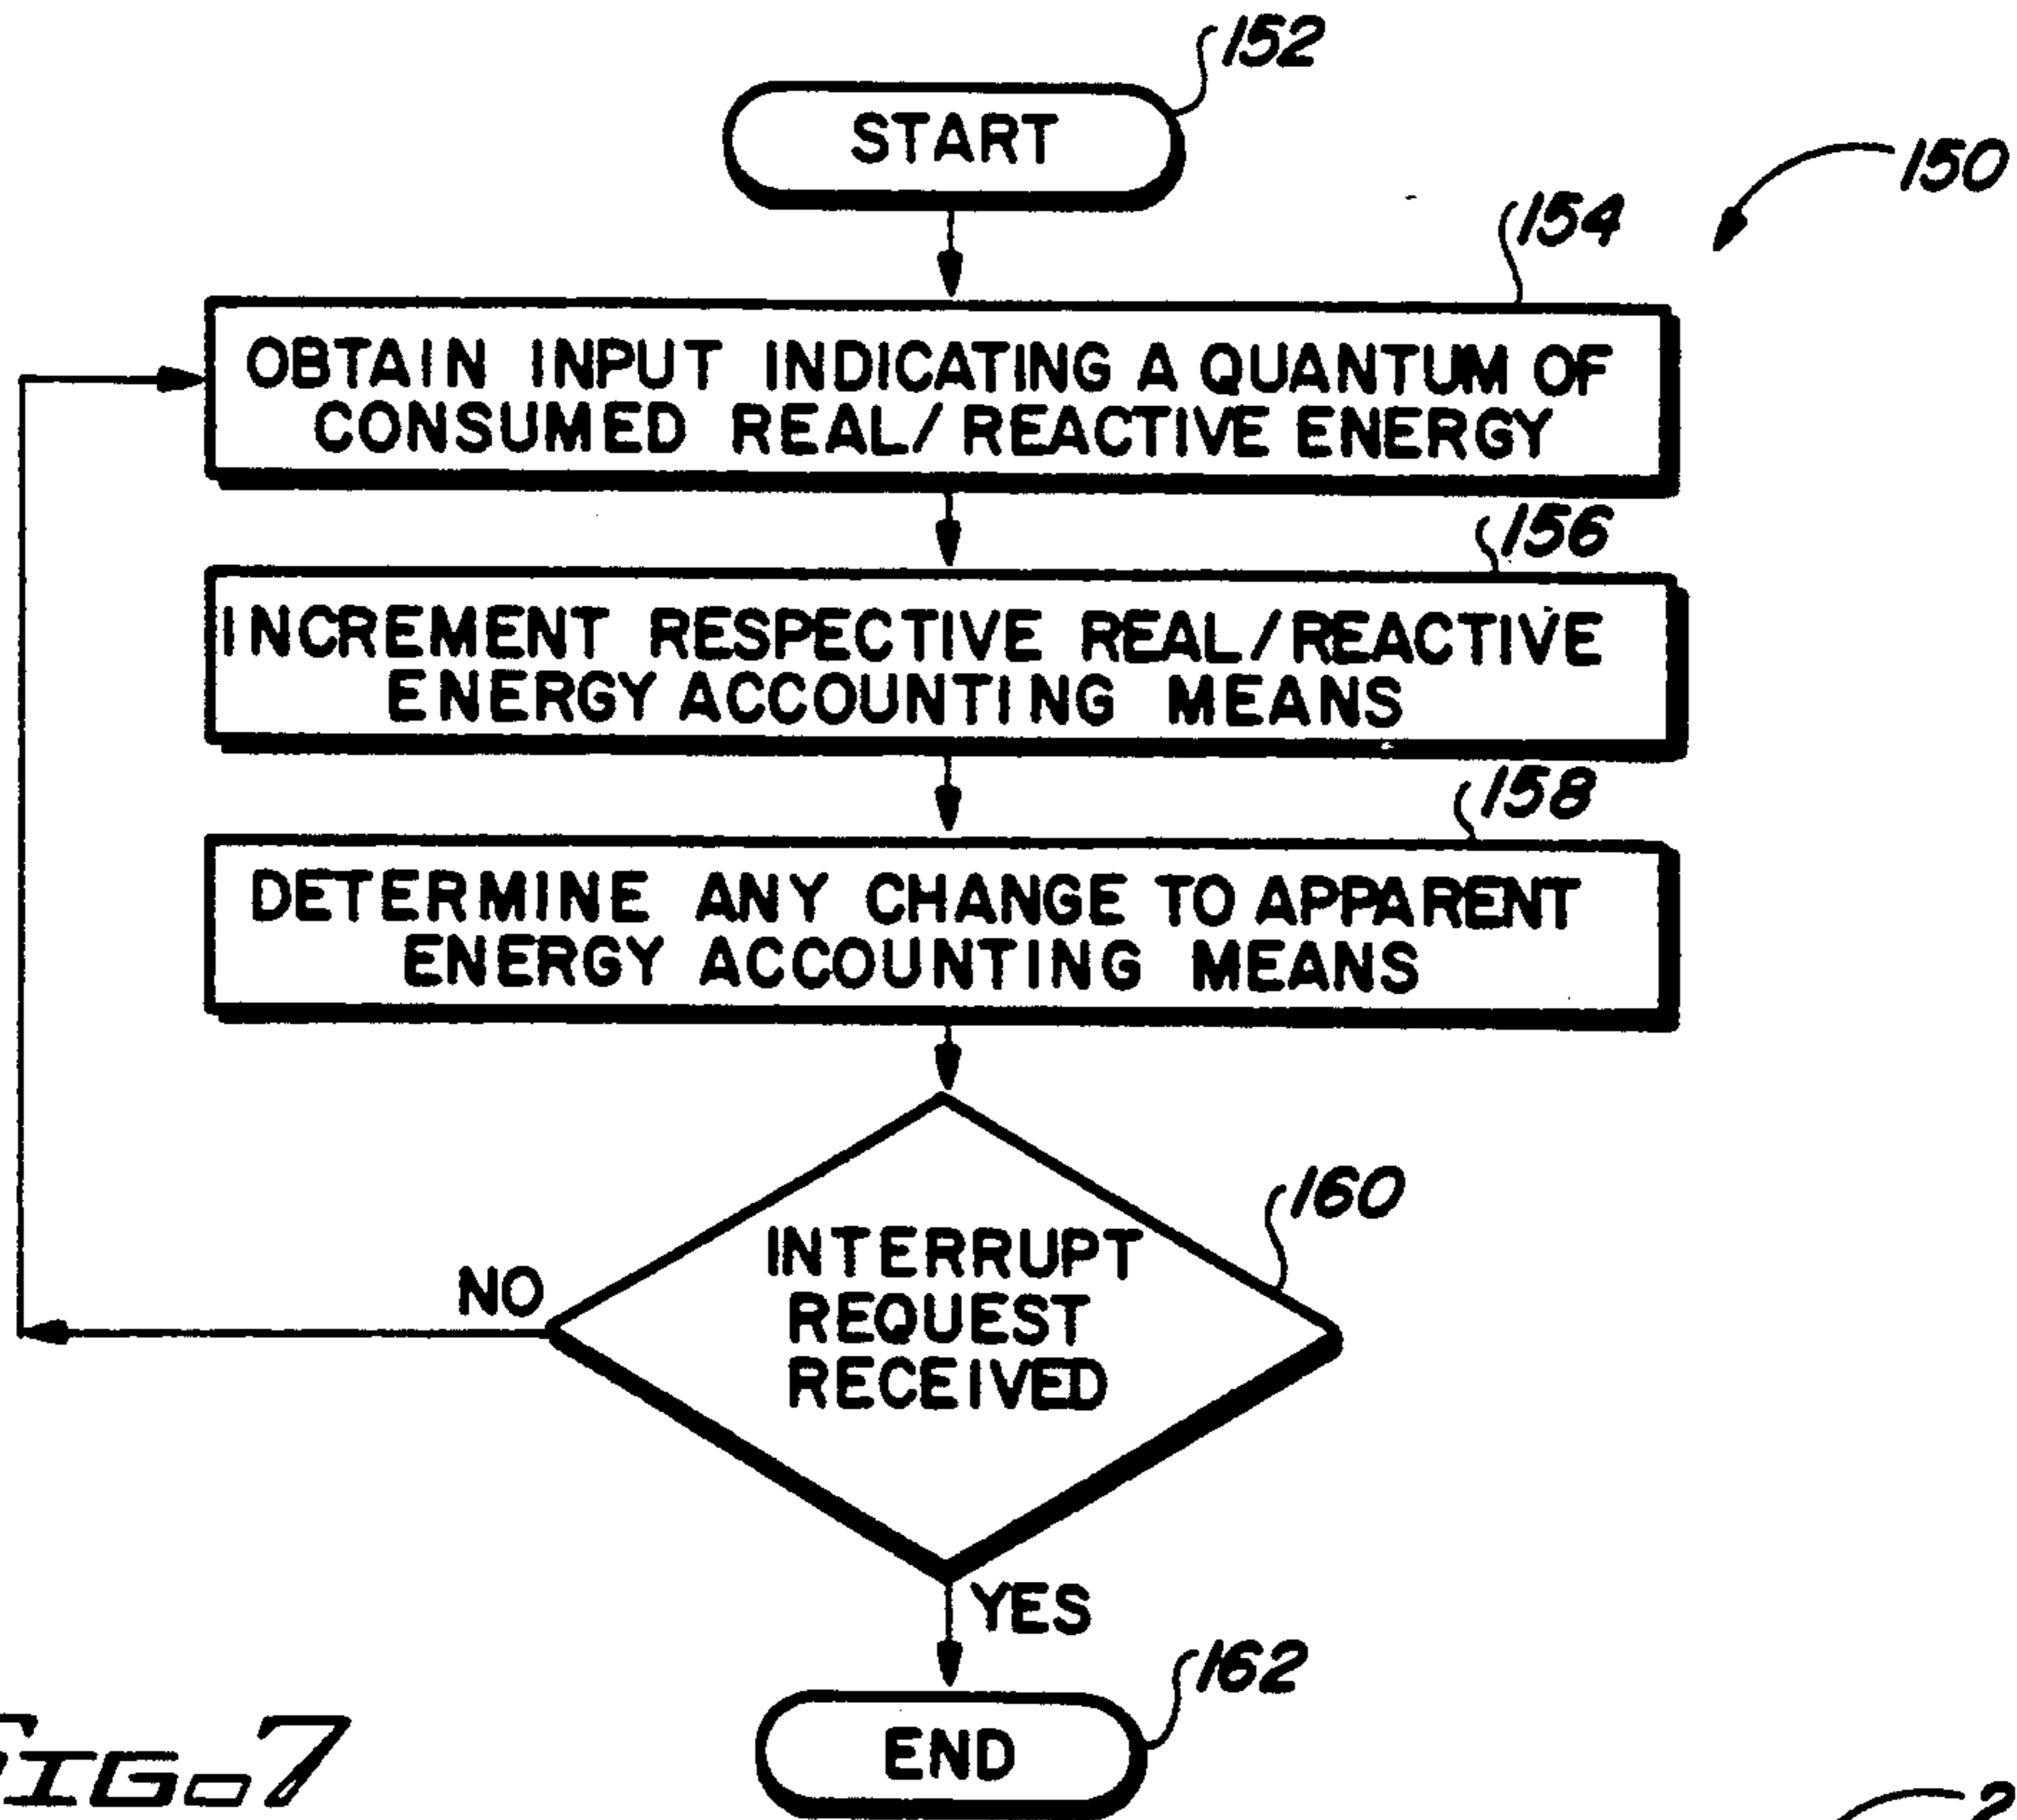 152
START
150
154
OBTAIN INPUT INDICATING A QUANTUM OF
CONSUMED REAL/REACTIVE ENERGY
156
INCREMENT RESPECTIVE REAL/REACTIVE
ENERGY ACCOUNTING MEANS
158
DETERMINE ANY CHANGE TO APPARENT
ENERGY ACCOUNTING MEANS
160
INTERRUPT
REQUEST
RECEIVED
NO
YES
162
END
FIG. 7